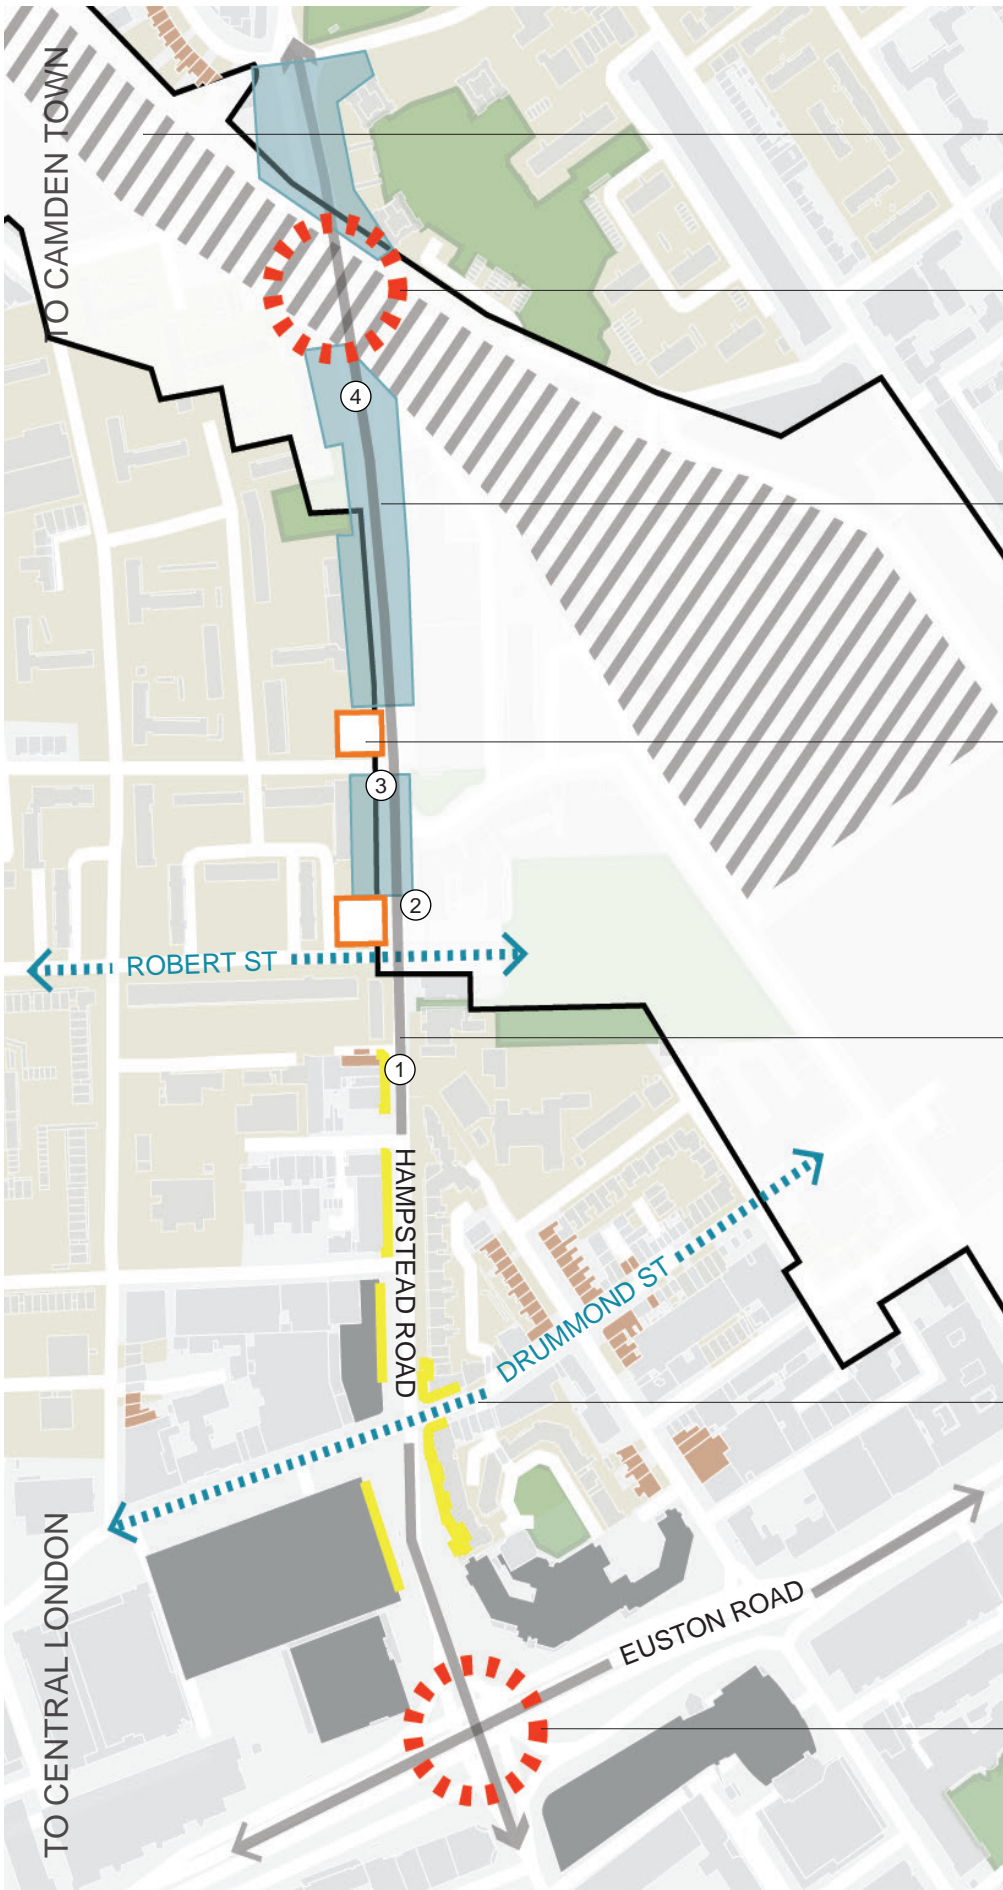 TO CAMDEN TOWN
4
3
2
ROBERT ST
1
HAMPSTEAD ROAD
DRUMMOND ST
EUSTON ROAD
TO CENTRAL LONDON